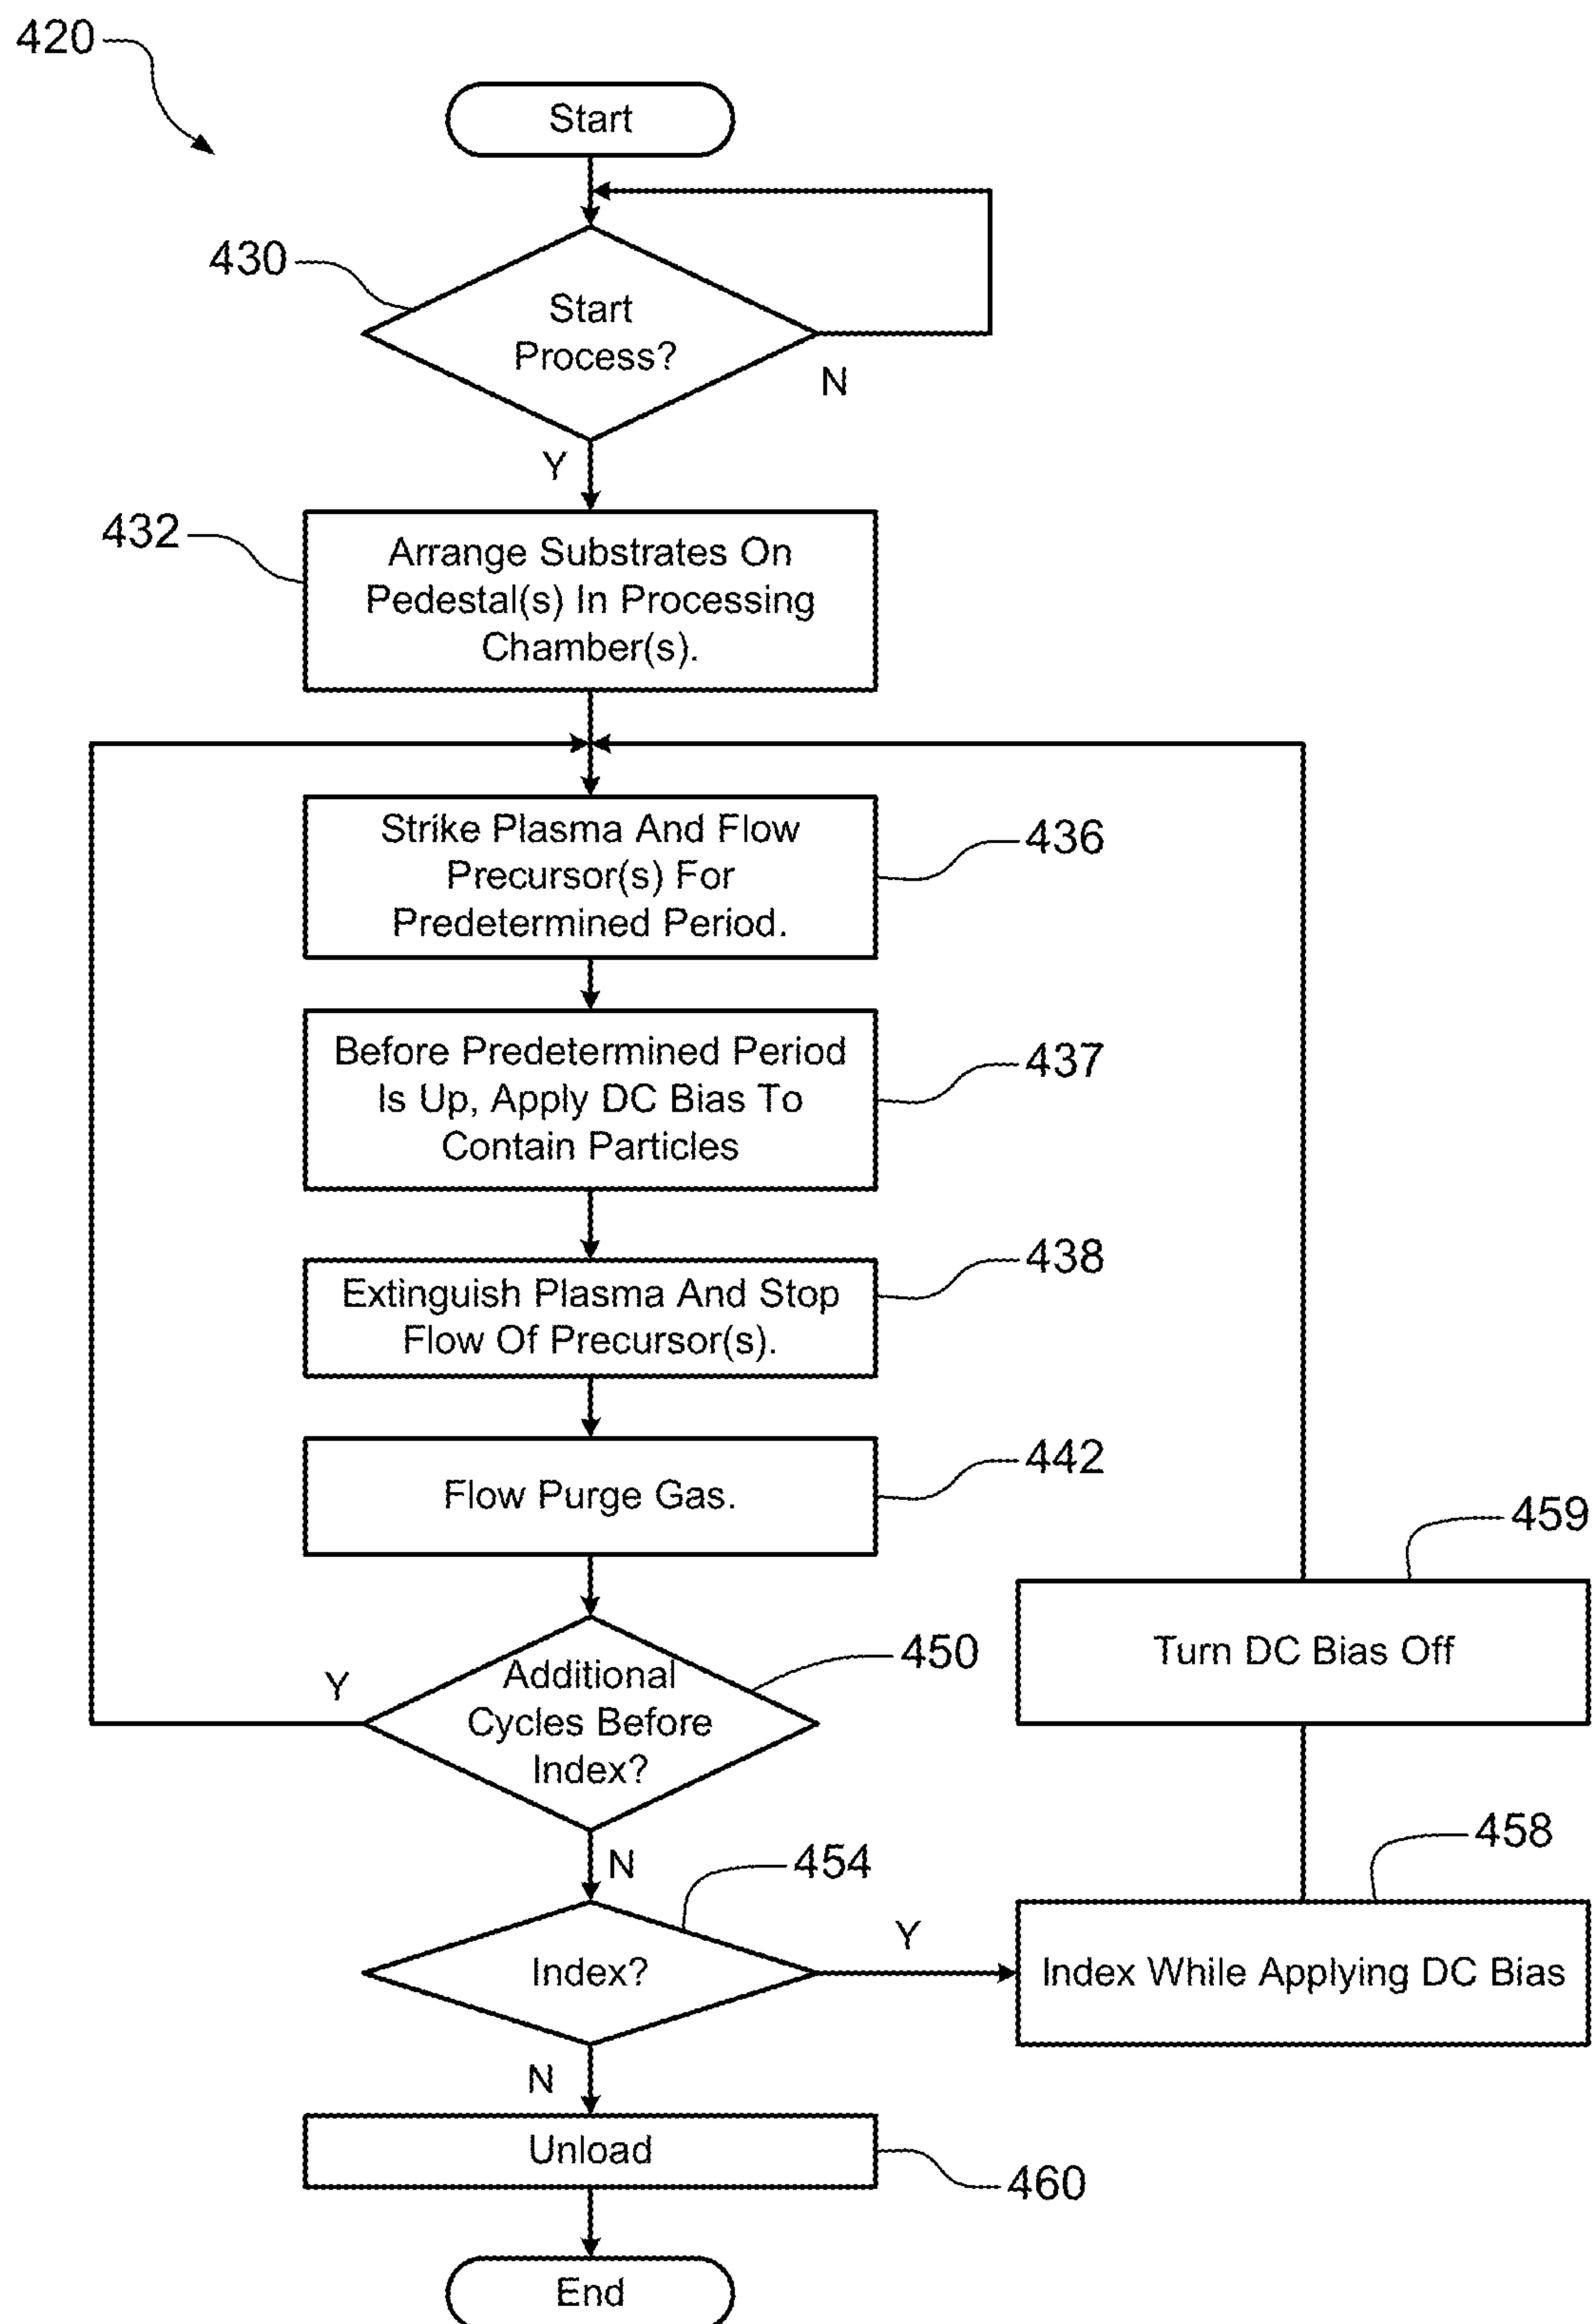 420
Start
430
Start
Process?
N
Y
432
Arrange Substrates On
Pedestal(s) In Processing
Chamber(s).
Strike Plasma And Flow
Precursor(s) For
Predetermined Period.
436
Before Predetermined Period
Is Up, Apply DC Bias To
Contain Particles
437
Extinguish Plasma And Stop
Flow Of Precursor(s).
438
Flow Purge Gas.
442
459
Turn DC Bias Off
Additional
Cycles Before
Index?
450
Y
N
454
Index?
Y
458
Index While Applying DC Bias
N
Unload
460
End